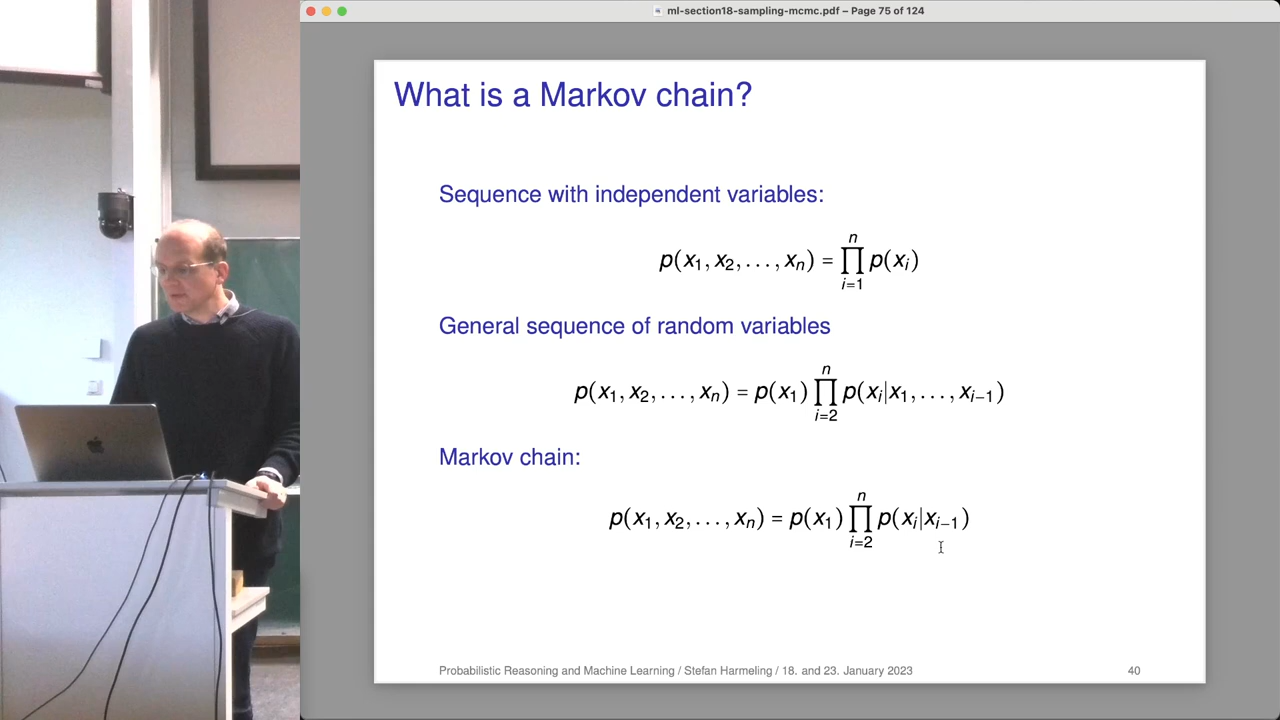 ml-section18-sampling-mcmc.pdf – Page 75 of 124
What is a Markov chain?
Sequence with independent variables:
p(x₁, x₂, . . . , xₙ) = ∏ⁿᵢ₌₁ p(xᵢ)
General sequence of random variables
p(x₁, x₂, . . . , xₙ) = p(x₁) ∏ⁿᵢ₌₂ p(xᵢ|x₁, . . . , xᵢ₋₁)
Markov chain:
p(x₁, x₂, . . . , xₙ) = p(x₁) ∏ⁿᵢ₌₂ p(xᵢ|xᵢ₋₁)
Probabilistic Reasoning and Machine Learning / Stefan Harmeling / 18. and 23. January 2023
40